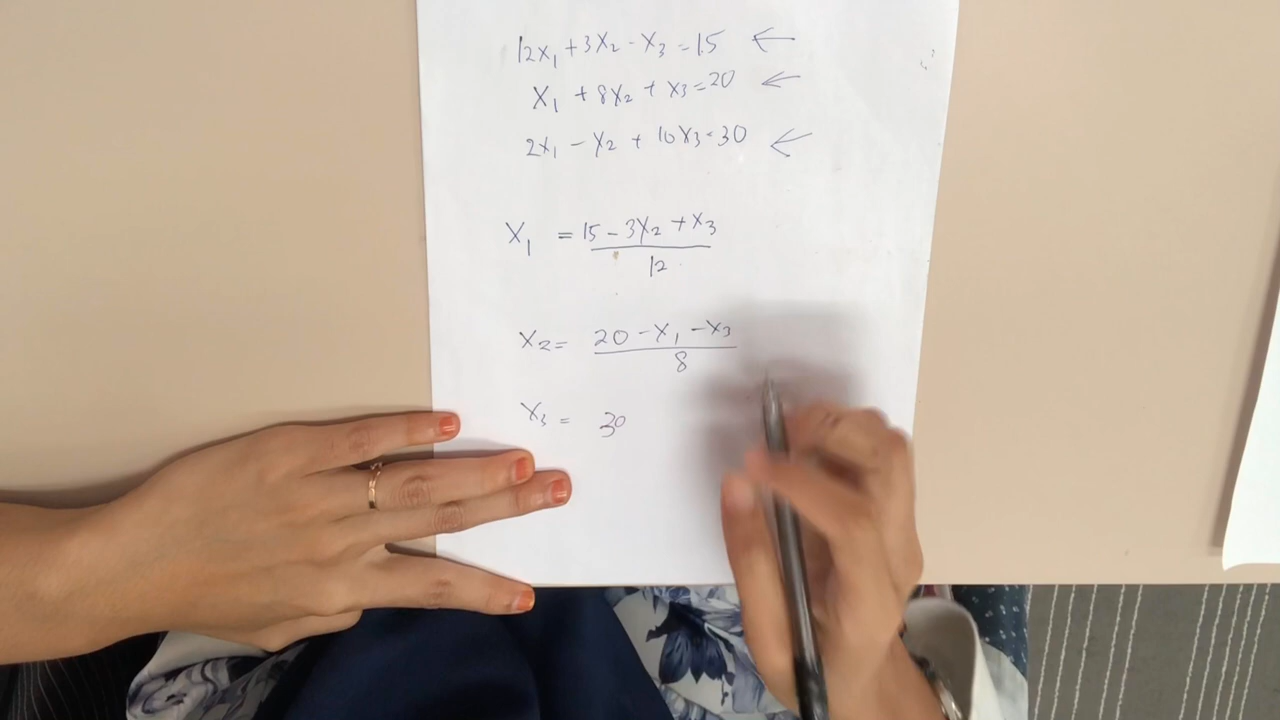 12x₁ + 3x₂ - x₃ = 15 ←
x₁ + 8x₂ + x₃ = 20 ←
2x₁ - x₂ + 10x₃ = 30 ←
x₁ = 15 - 3x₂ + x₃
12
x₂ = 20 - x₁ - x₃
8
x₃ = 30